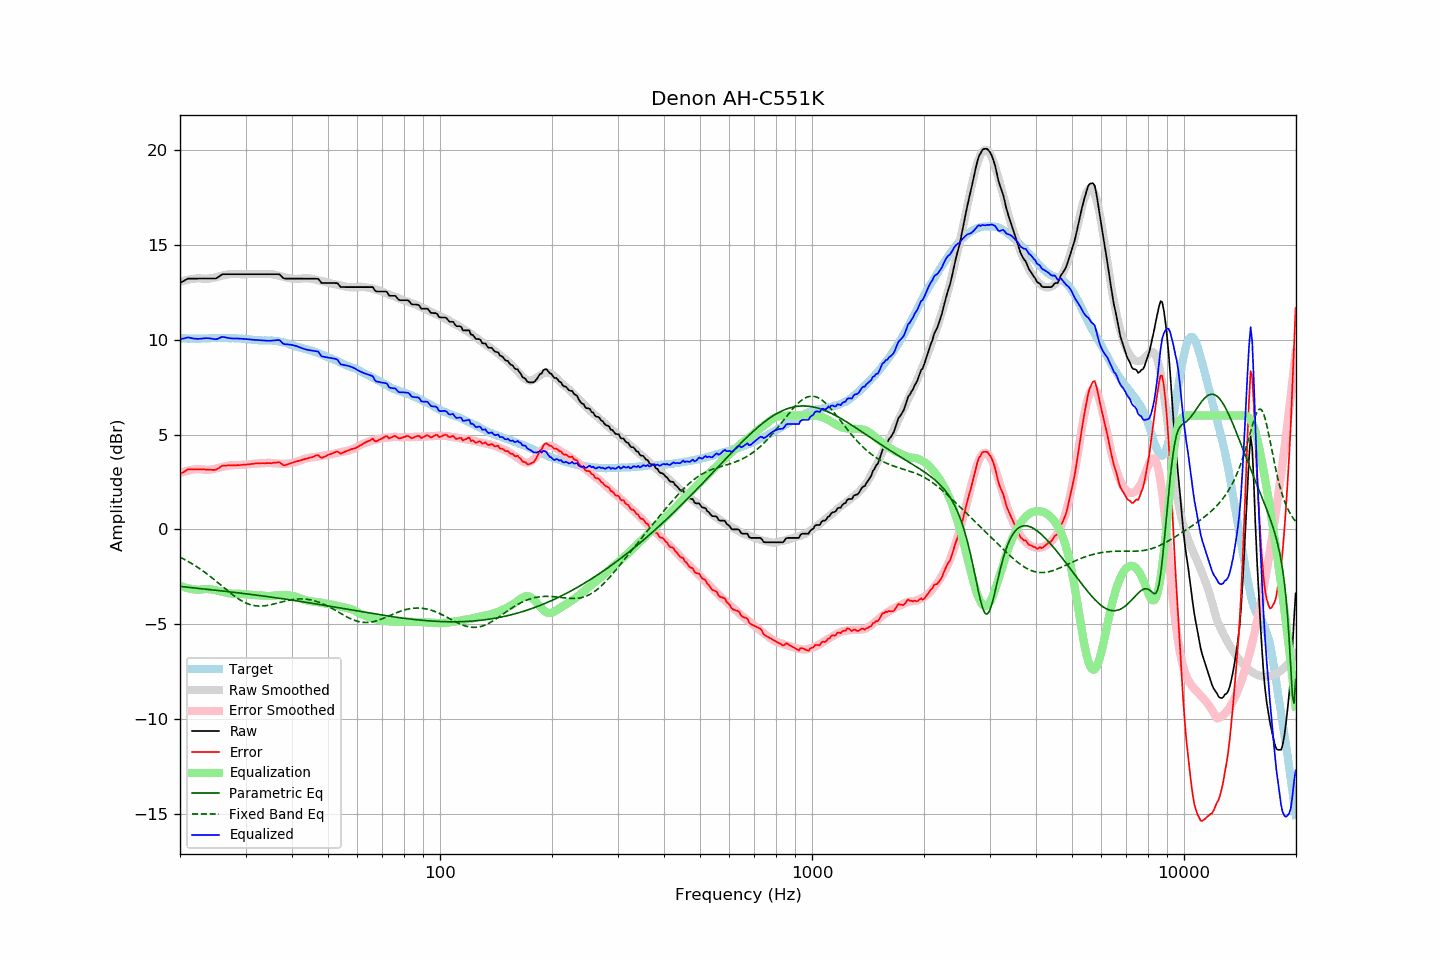 Denon AH-C551K
20
15
10
5
0
−5
−10
−15
Amplitude (dBr)
Target
Raw Smoothed
Error Smoothed
Raw
Error
Equalization
Parametric Eq
Fixed Band Eq
Equalized
100
1000
10000
Frequency (Hz)